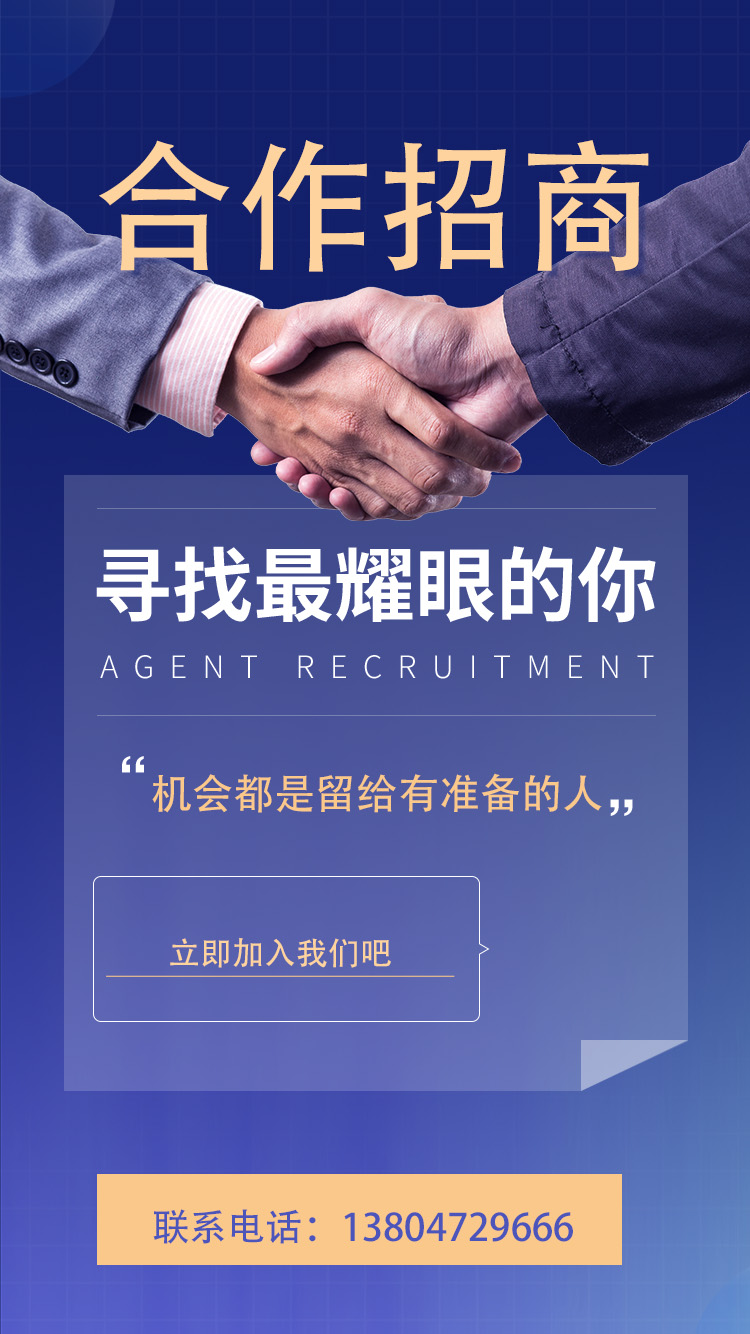 合作招商
寻找最耀眼的你
AGENT RECRUITMENT
“机会都是留给有准备的人”
立即加入我们吧
联系电话：13804729666